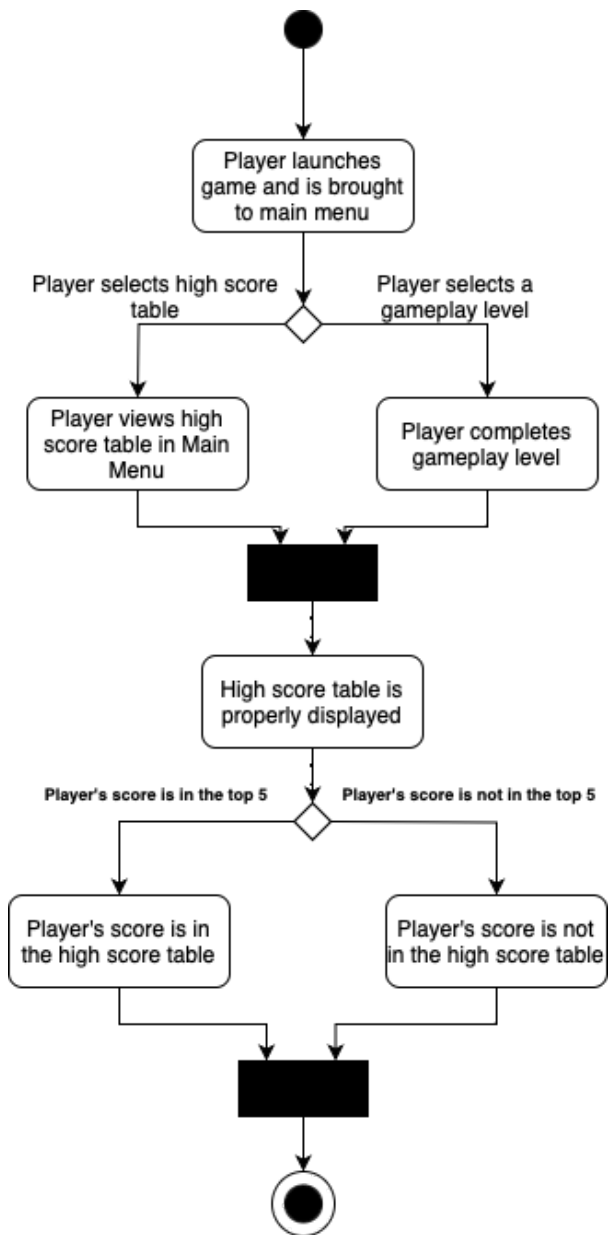 Player launches
game and is brought
to main menu
Player selects high score
table
Player selects a
gameplay level
Player views high
score table in Main
Menu
Player completes
gameplay level
High score table is
properly displayed
Player's score is in the top 5
Player's score is not in the top 5
Player's score is in
the high score table
Player's score is not
in the high score table